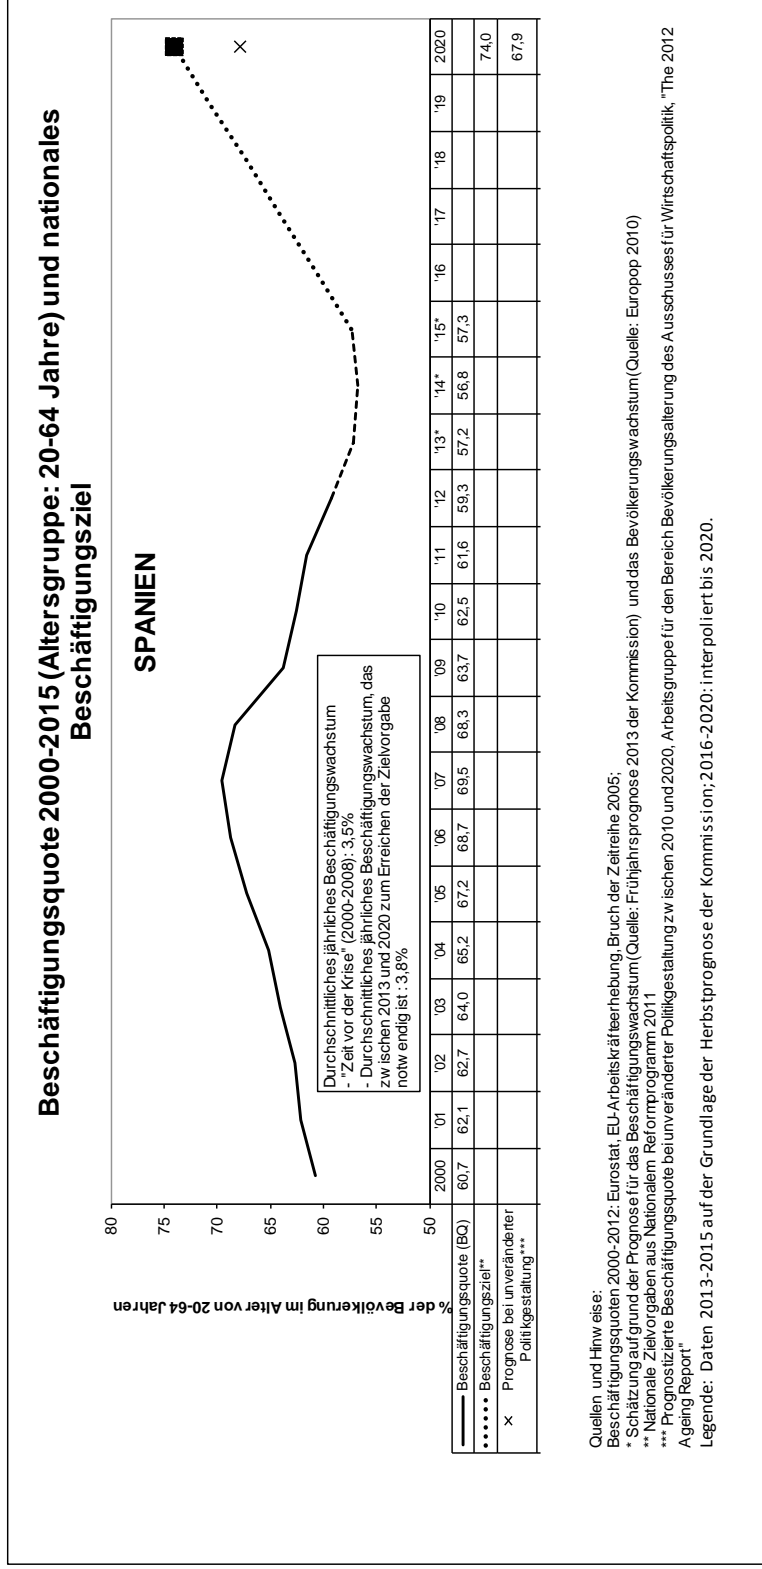 Beschäftigungsquote 2000-2015 (Altersgruppe: 20-64 Jahre) und nationales
Beschäftigungsziel
SPANIEN
80
75
70
65
60
55
50
% der Bevölkerung im Alter von 20-64 Jahren
Durchschnittliches jährliches Beschäftigungswachstum
- "Zeit vor der Krise" (2000-2008): 3,5%
- Durchschnittliches jährliches Beschäftigungswachstum, das
zw ischen 2013 und 2020 zum Erreichen der Zielvorgabe
notw endig ist : 3,8%
2000 '01 '02 '03 '04 '05 '06 '07 '08 '09 '10 '11 '12 '13* '14* '15* '16 '17 '18 '19 2020
Beschäftigungsquote (BQ) 60,7 62,1 62,7 64,0 65,2 67,2 68,7 69,5 68,3 63,7 62,5 61,6 59,3 57,2 56,8 57,3
Beschäftigungsziel** 74,0
Prognose bei unveränderter
Politikgestaltung*** 67,9
Quellen und Hinw eise:
Beschäftigungsquoten 2000-2012: Eurostat, EU-Arbeitskräfteerhebung, Bruch der Zeitreihe 2005;
* Schätzung aufgrund der Prognose für das Beschäftigungswachstum (Quelle: Frühjahrsprognose 2013 der Kommission) und das Bevölkerungswachstum (Quelle: Europop 2010)
** Nationale Zielvorgaben aus Nationalem Reformprogramm 2011
*** Prognostizierte Beschäftigungsquote bei unveränderter Politikgestaltung zw ischen 2010 und 2020, Arbeitsgruppe für den Bereich Bevölkerungsalterung des Ausschusses für Wirtschaftspolitik, "The 2012
Ageing Report"
Legende: Daten 2013-2015 auf der Grundlage der Herbstprognose der Kommission; 2016-2020: interpoliert bis 2020.